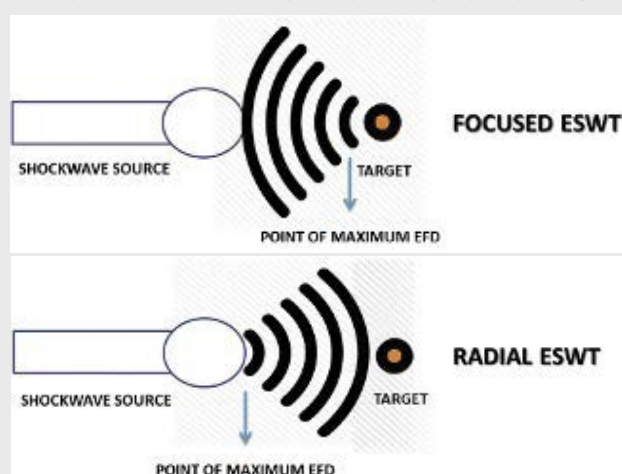 FOCUSED ESWT
SHOCKWAVE SOURCE
TARGET
POINT OF MAXIMUM EFD
RADIAL ESWT
SHOCKWAVE SOURCE
TARGET
POINT OF MAXIMUM EFD